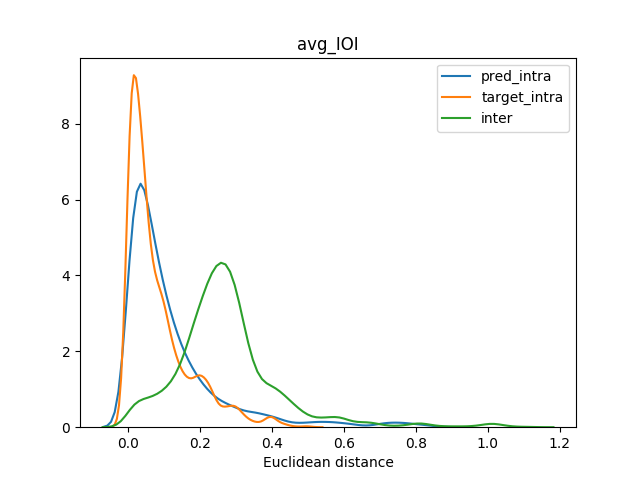 avg_IOI
pred_intra
target_intra
inter
8
6
4
2
0
0.0 0.2 0.4 0.6 0.8 1.0 1.2
Euclidean distance